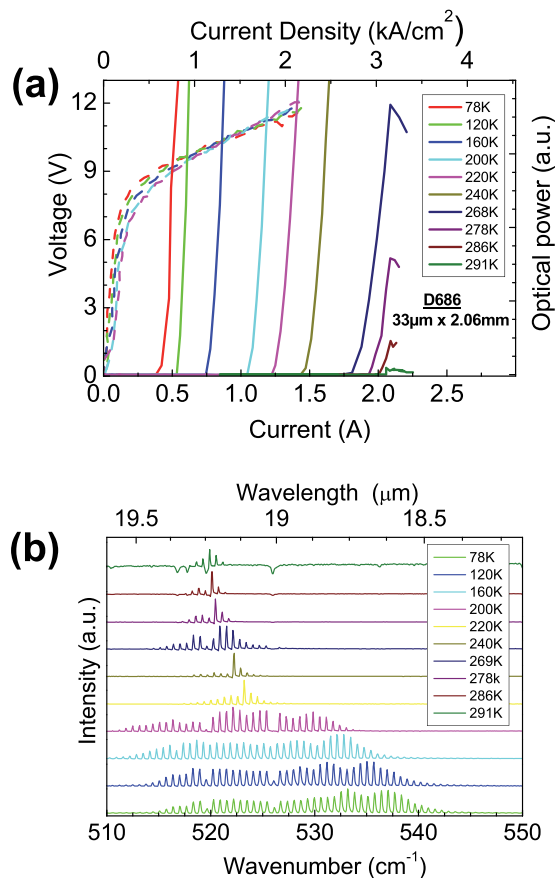 Current Density (kA/cm²)
0 1 2 3 4
(a)
12
9
6
3
0
Voltage (V)
Optical power (a.u.)
78K
120K
160K
200K
220K
240K
268K
278K
286K
291K
D686
33µm x 2.06mm
0.0 0.5 1.0 1.5 2.0 2.5
Current (A)
Wavelength (µm)
19.5 19 18.5
(b)
Intensity (a.u.)
78K
120K
160K
200K
220K
240K
269K
278k
286K
291K
510 520 530 540 550
Wavenumber (cm⁻¹)